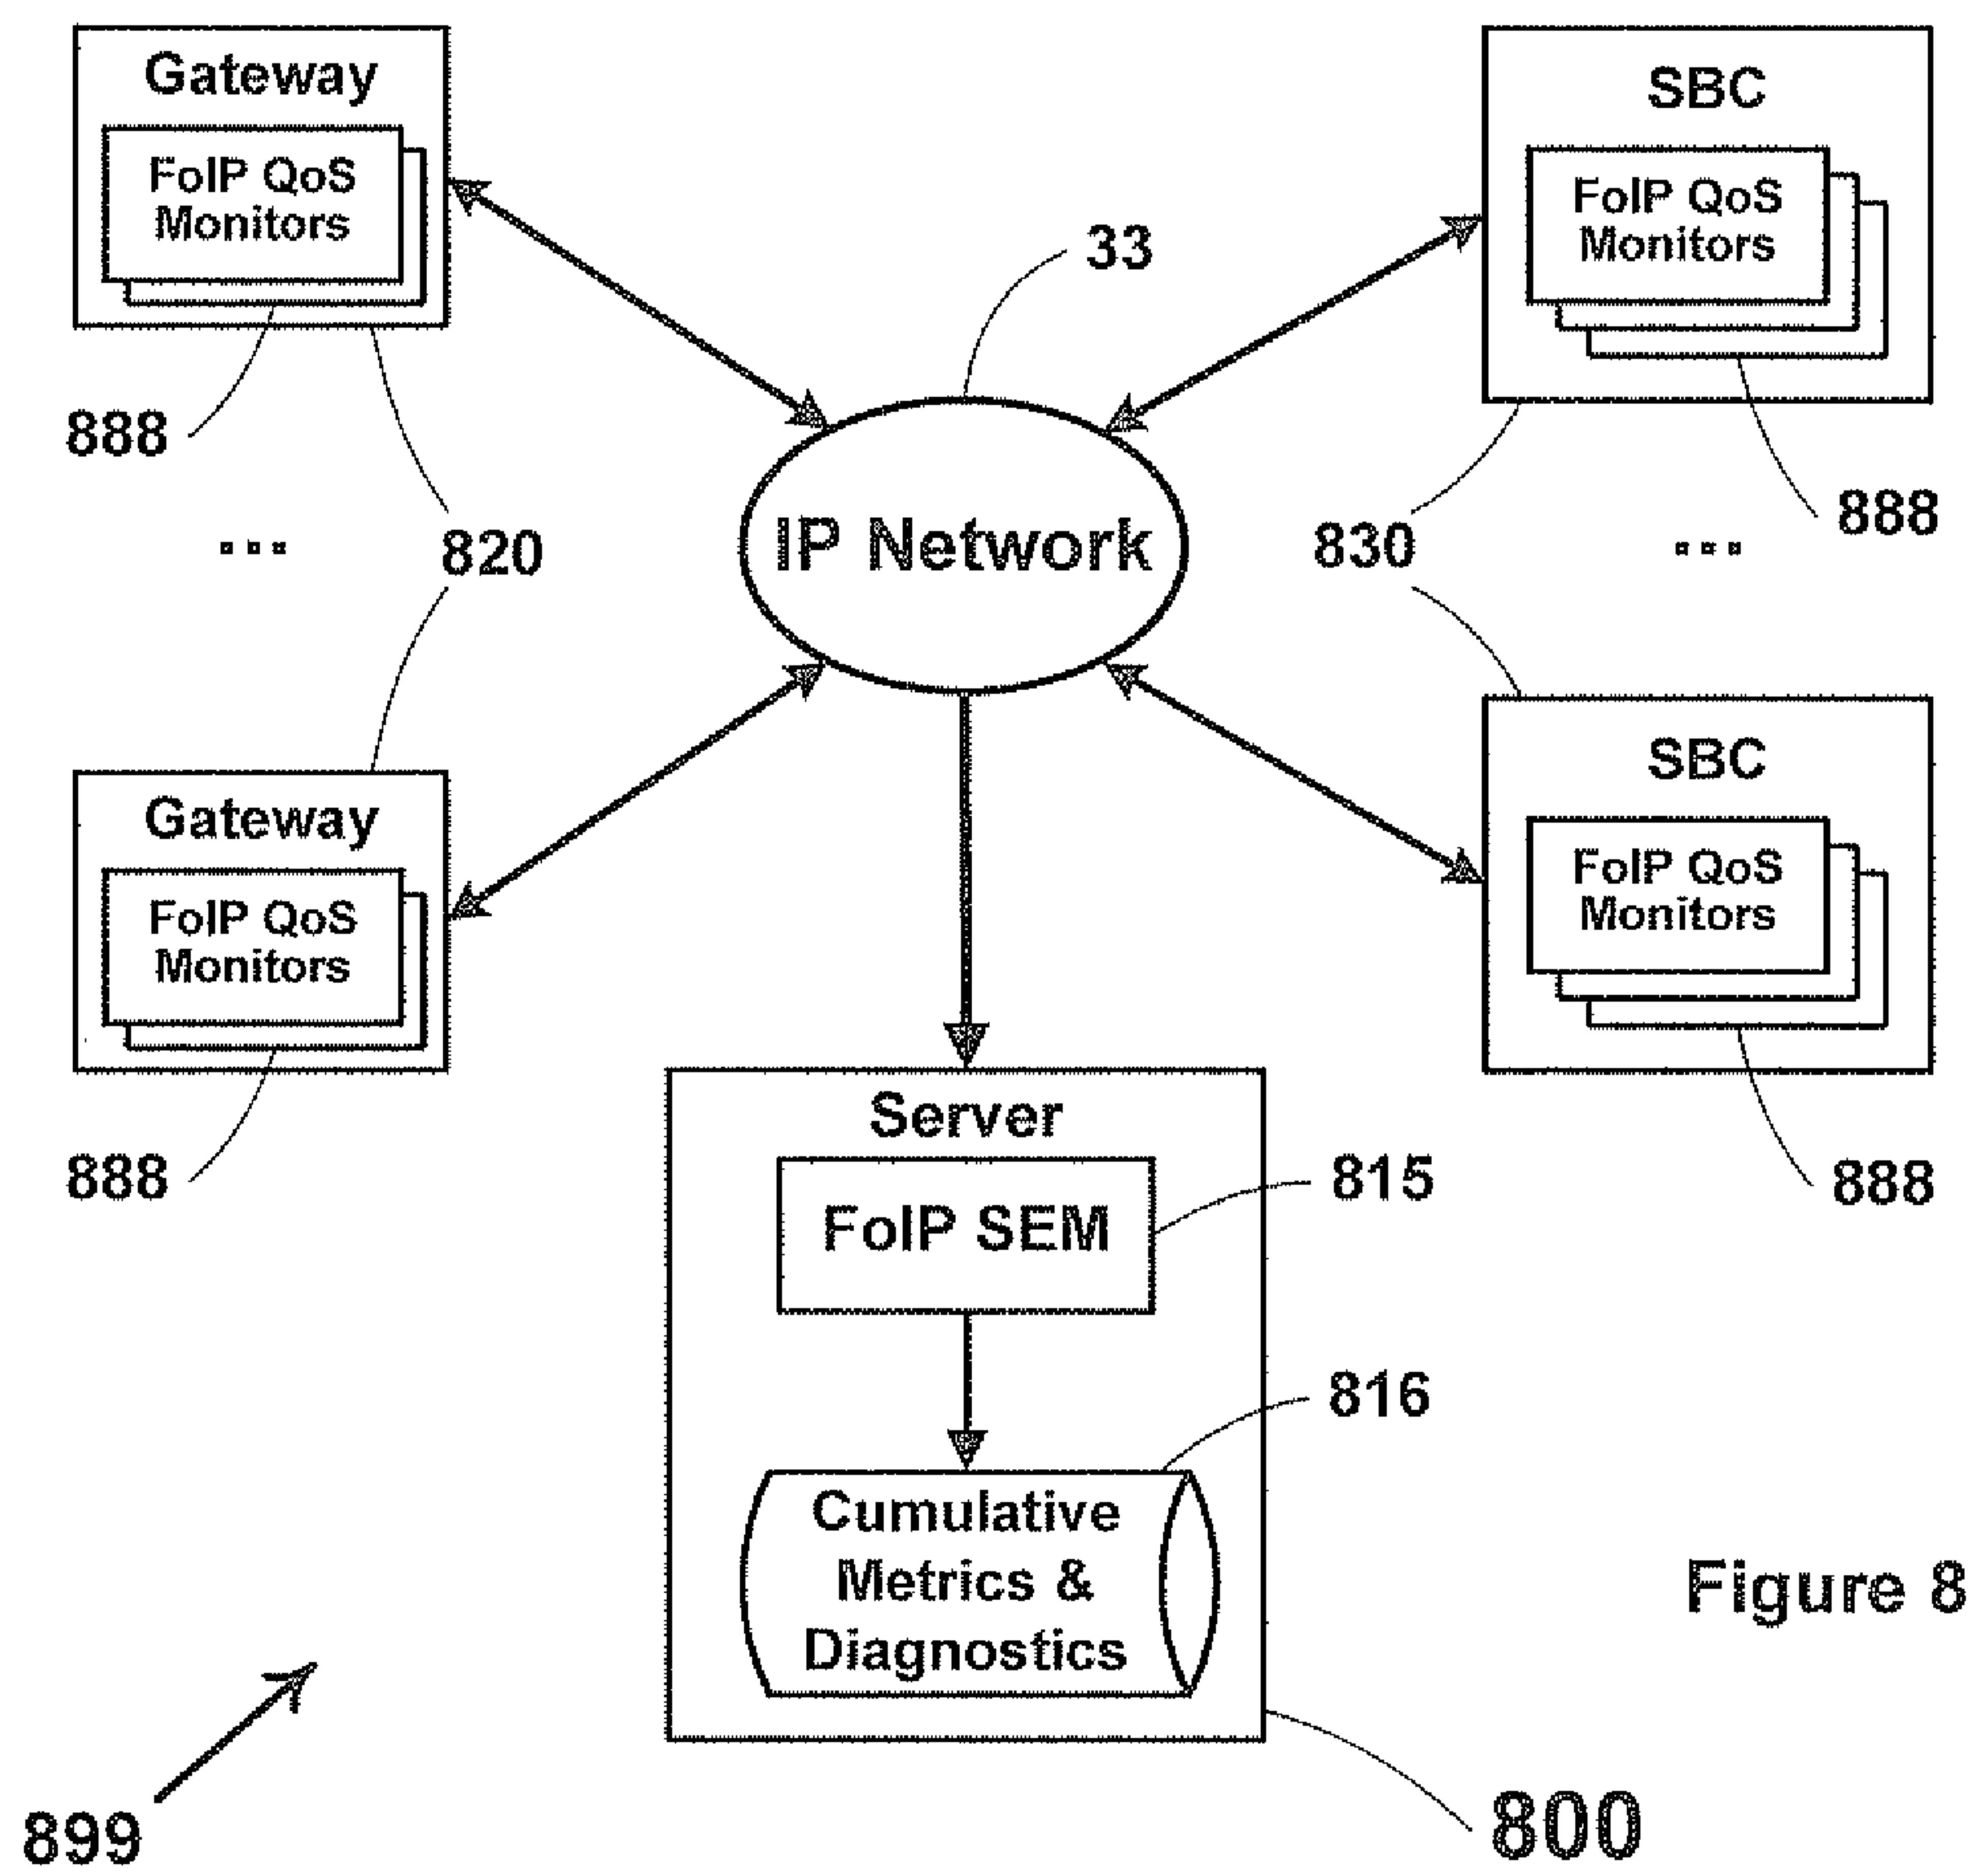 Gateway
FoIP QoS
Monitors
888
...
820
Gateway
FoIP QoS
Monitors
888
33
IP Network
SBC
FoIP QoS
Monitors
888
830
...
SBC
FoIP QoS
Monitors
888
Server
FoIP SEM
815
816
Cumulative
Metrics &
Diagnostics
800
899
Figure 8